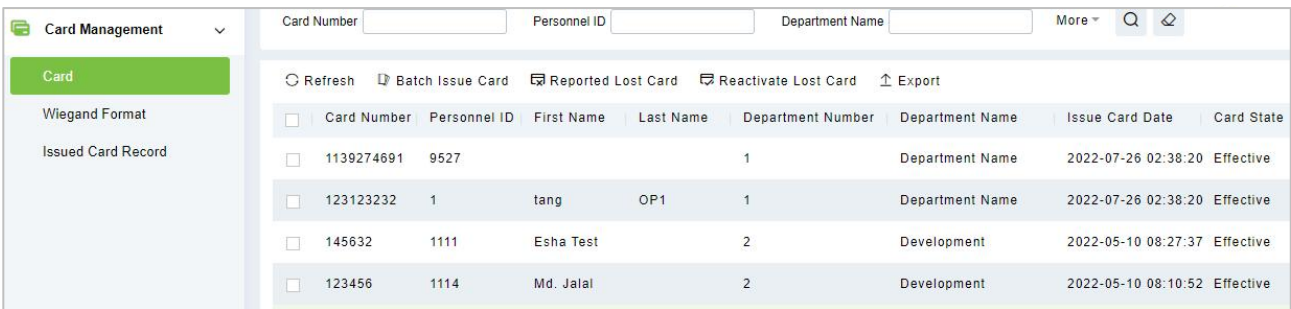 Card Management
Card
Wiegand Format
Issued Card Record
Card Number Personnel ID Department Name More
Refresh Batch Issue Card Reported Lost Card Reactivate Lost Card Export
Card Number Personnel ID First Name Last Name Department Number Department Name Issue Card Date Card State
1139274691 9527 1 Department Name 2022-07-26 02:38:20 Effective
123123232 1 tang OP1 1 Department Name 2022-07-26 02:38:20 Effective
145632 1111 Esha Test 2 Development 2022-05-10 08:27:37 Effective
123456 1114 Md. Jalal 2 Development 2022-05-10 08:10:52 Effective